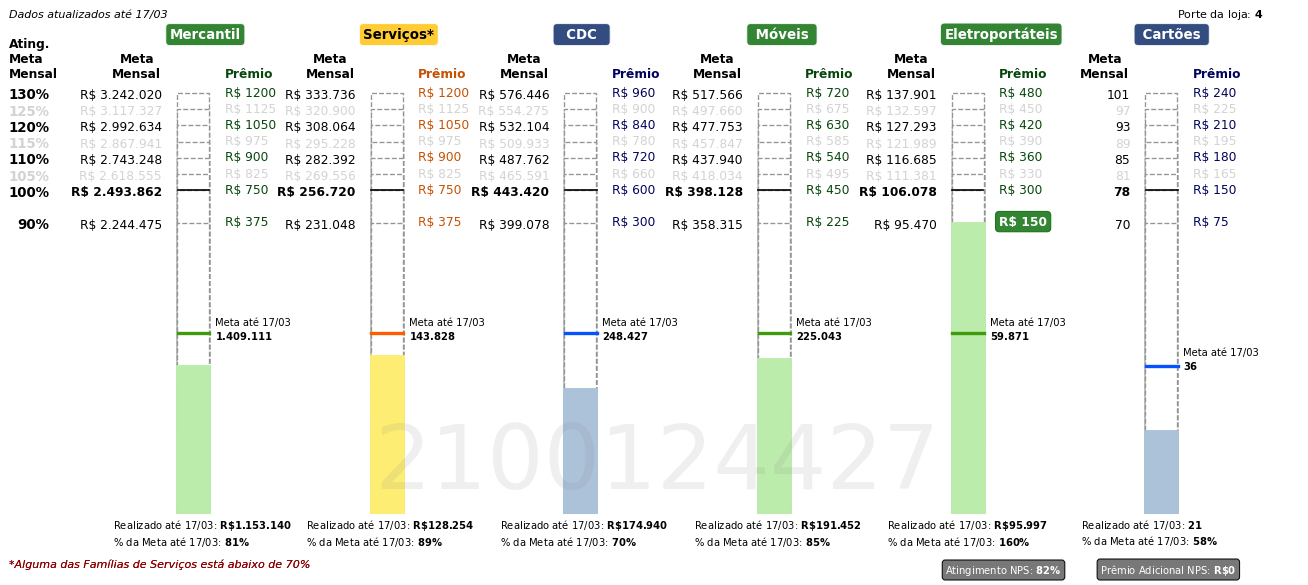 Dados atualizados até 17/03
Porte da loja: 4
Mercantil Serviços* CDC Móveis Eletroportáteis Cartões
Ating. Meta Mensal
Meta Mensal Prêmio Meta Mensal Prêmio Meta Mensal Prêmio Meta Mensal Prêmio Meta Mensal Prêmio Meta Mensal Prêmio
130% R$ 3.242.020 R$ 1200 R$ 333.736 R$ 1200 R$ 576.446 R$ 960 R$ 517.566 R$ 720 R$ 137.901 R$ 480 101 R$ 240
125% R$ 3.117.327 R$ 1125 R$ 320.900 R$ 1125 R$ 554.275 R$ 900 R$ 497.660 R$ 675 R$ 132.597 R$ 450 97 R$ 225
120% R$ 2.992.634 R$ 1050 R$ 308.064 R$ 1050 R$ 532.104 R$ 840 R$ 477.753 R$ 630 R$ 127.293 R$ 420 93 R$ 210
115% R$ 2.867.941 R$ 975 R$ 295.228 R$ 975 R$ 509.933 R$ 780 R$ 457.847 R$ 585 R$ 121.989 R$ 390 89 R$ 195
110% R$ 2.743.248 R$ 900 R$ 282.392 R$ 900 R$ 487.762 R$ 720 R$ 437.940 R$ 540 R$ 116.685 R$ 360 85 R$ 180
105% R$ 2.618.555 R$ 825 R$ 269.556 R$ 825 R$ 465.591 R$ 660 R$ 418.034 R$ 495 R$ 111.381 R$ 330 81 R$ 165
100% R$ 2.493.862 R$ 750 R$ 256.720 R$ 750 R$ 443.420 R$ 600 R$ 398.128 R$ 450 R$ 106.078 R$ 300 78 R$ 150
90% R$ 2.244.475 R$ 375 R$ 231.048 R$ 375 R$ 399.078 R$ 300 R$ 358.315 R$ 225 R$ 95.470 R$ 150 70 R$ 75
Meta até 17/03 Meta até 17/03 Meta até 17/03 Meta até 17/03 Meta até 17/03
1.409.111 143.828 248.427 225.043 59.871
Meta até 17/03
36
2100124427
Realizado até 17/03: R$1.153.140 Realizado até 17/03: R$128.254 Realizado até 17/03: R$174.940 Realizado até 17/03: R$191.452 Realizado até 17/03: R$95.997 Realizado até 17/03: 21
% da Meta até 17/03: 81% % da Meta até 17/03: 89% % da Meta até 17/03: 70% % da Meta até 17/03: 85% % da Meta até 17/03: 160% % da Meta até 17/03: 58%
*Alguma das Famílias de Serviços está abaixo de 70%
Atingimento NPS: 82% Prêmio Adicional NPS: R$0